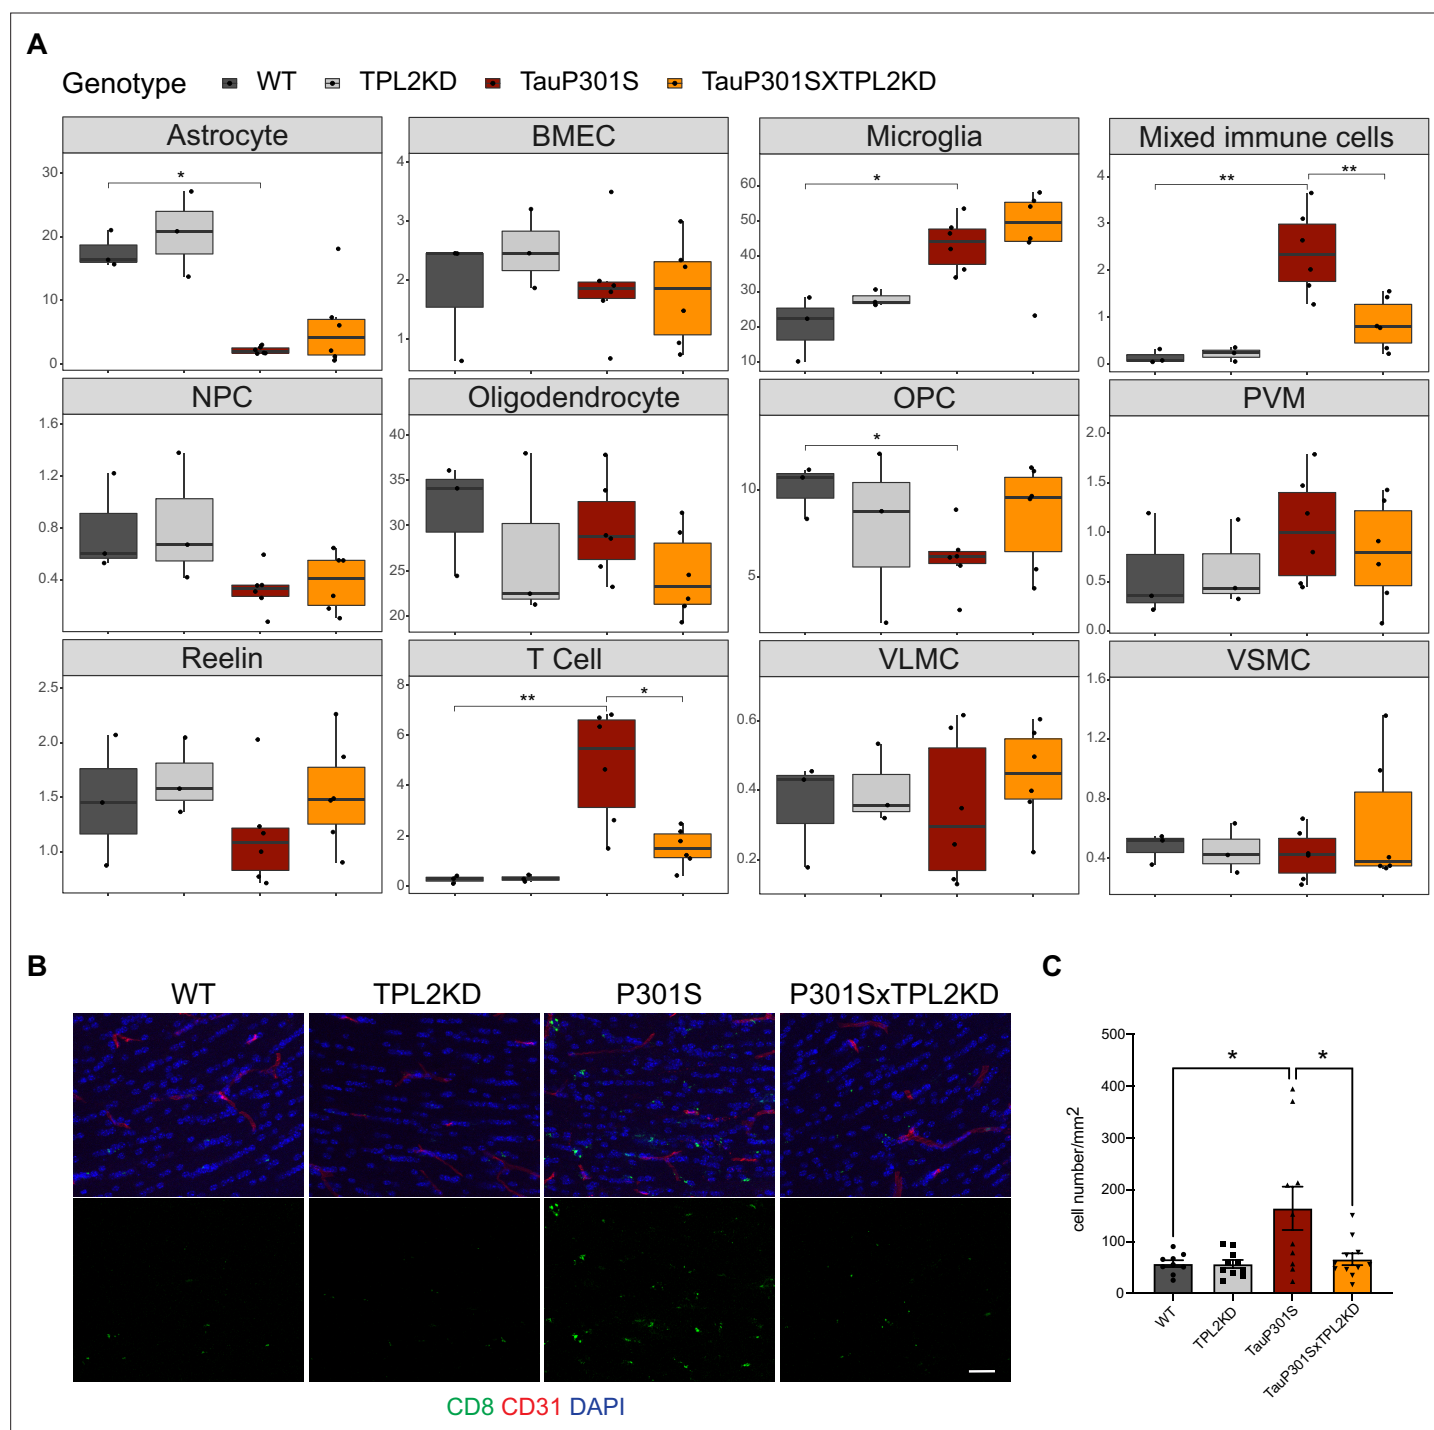 A
Genotype WT TPL2KD TauP301S TauP301SXTPL2KD
Astrocyte BMEC Microglia Mixed immune cells
30 20 10 0
*
4 3 2 1
60 50 40 30 20 10
*
4 3 2 1 0
** **
NPC Oligodendrocyte OPC PVM
1.6 1.2 0.8 0.4
40 35 30 25 20
10 5
*
2.0 1.5 1.0 0.5 0.0
Reelin T Cell VLMC VSMC
2.5 2.0 1.5 1.0
8 6 4 2 0
** *
0.6 0.4 0.2
1.6 1.2 0.8 0.4
B
WT TPL2KD P301S P301SxTPL2KD
CD8 CD31 DAPI
C
cell number/mm2
500
400
300
200
100
0
* *
WT TPL2KD TauP301S TauP301SxTPL2KD